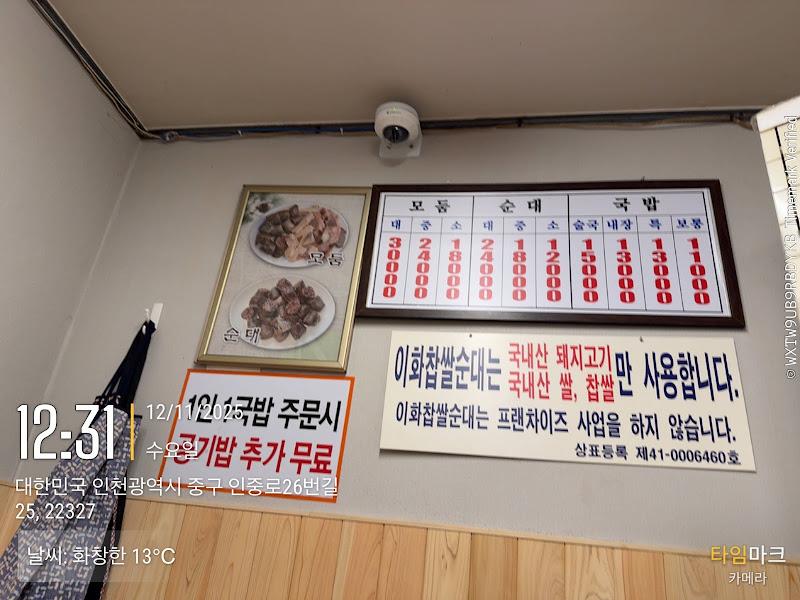 모둠 순대 국밥
대 중 소 대 중 소 술국 내장 특 보통
30000 24000 18000 24000 18000 12000 15000 13000 13000 11000
모둠
순대
이화찹쌀순대는 국내산 돼지고기 국내산 쌀, 찹쌀 만 사용합니다.
이화찹쌀순대는 프랜차이즈 사업을 하지 않습니다.
상표등록 제41-0006460호
1인 1국밥 주문시
공기밥 추가 무료
12:31
12/11/2025
수요일
대한민국 인천광역시 중구 인중로26번길
25, 22327
날씨: 화창한 13°C
타임마크
카메라
© WXTW9UB9RBDYKB Timemark Verified